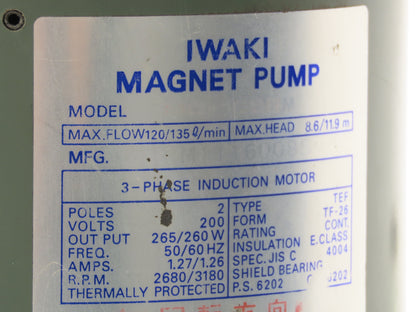 IWAKI
MAGNET PUMP
MODEL
MAX.FLOW 120/135 ℓ/min MAX.HEAD 8.6/11.9 m
MFG.
3-PHASE INDUCTION MOTOR
POLES 2 TYPE TEF
VOLTS 200 FORM TF-26
OUT PUT 265/260 W RATING CONT.
FREQ. 50/60 HZ INSULATION E.CLASS
AMPS. 1.27/1.26 SPEC. JIS C 4004
R.P.M. 2680/3180 SHIELD BEARING
THERMALLY PROTECTED P.S. 6202